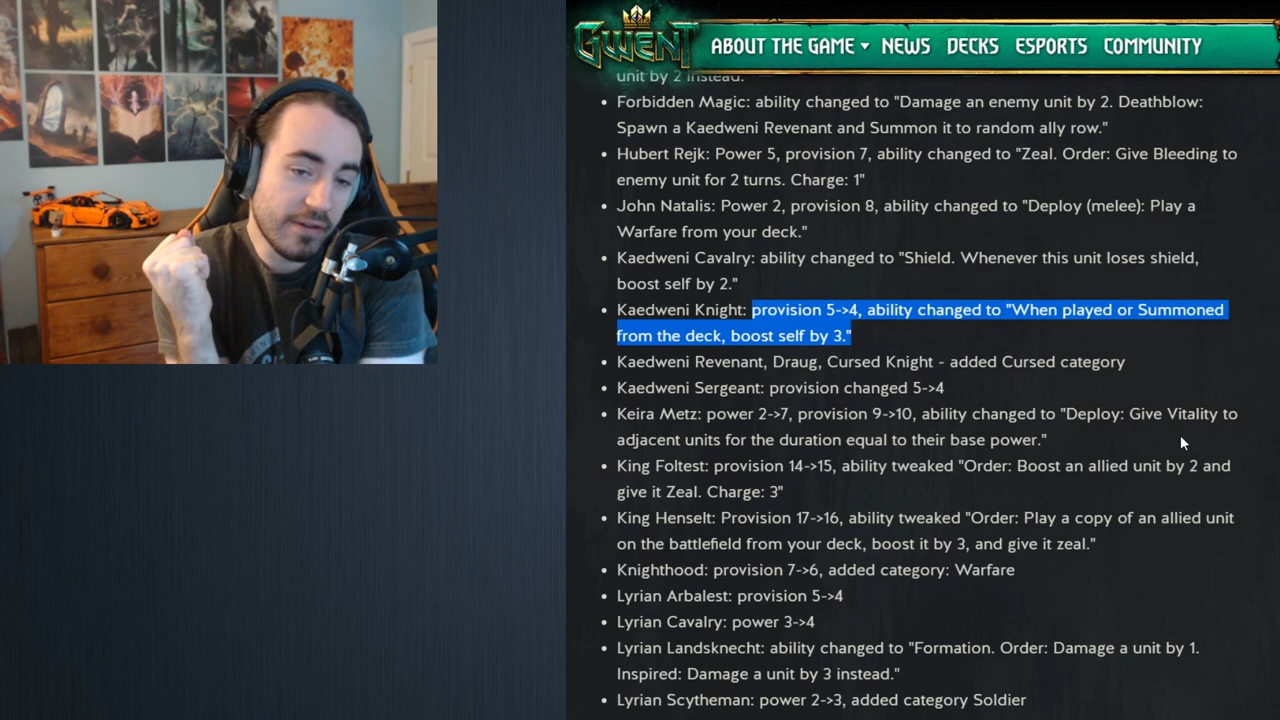 GWENT
ABOUT THE GAME NEWS DECKS ESPORTS COMMUNITY
unit by 2 instead.
• Forbidden Magic: ability changed to "Damage an enemy unit by 2. Deathblow:
Spawn a Kaedweni Revenant and Summon it to random ally row."
• Hubert Rejk: Power 5, provision 7, ability changed to "Zeal. Order: Give Bleeding to
enemy unit for 2 turns. Charge: 1"
• John Natalis: Power 2, provision 8, ability changed to "Deploy (melee): Play a
Warfare from your deck."
• Kaedweni Cavalry: ability changed to "Shield. Whenever this unit loses shield,
boost self by 2."
• Kaedweni Knight: provision 5->4, ability changed to "When played or Summoned
from the deck, boost self by 3."
• Kaedweni Revenant, Draug, Cursed Knight - added Cursed category
• Kaedweni Sergeant: provision changed 5->4
• Keira Metz: power 2->7, provision 9->10, ability changed to "Deploy: Give Vitality to
adjacent units for the duration equal to their base power."
• King Foltest: provision 14->15, ability tweaked "Order: Boost an allied unit by 2 and
give it Zeal. Charge: 3"
• King Henselt: Provision 17->16, ability tweaked "Order: Play a copy of an allied unit
on the battlefield from your deck, boost it by 3, and give it zeal."
• Knighthood: provision 7->6, added category: Warfare
• Lyrian Arbalest: provision 5->4
• Lyrian Cavalry: power 3->4
• Lyrian Landsknecht: ability changed to "Formation. Order: Damage a unit by 1.
Inspired: Damage a unit by 3 instead."
• Lyrian Scytheman: power 2->3, added category Soldier